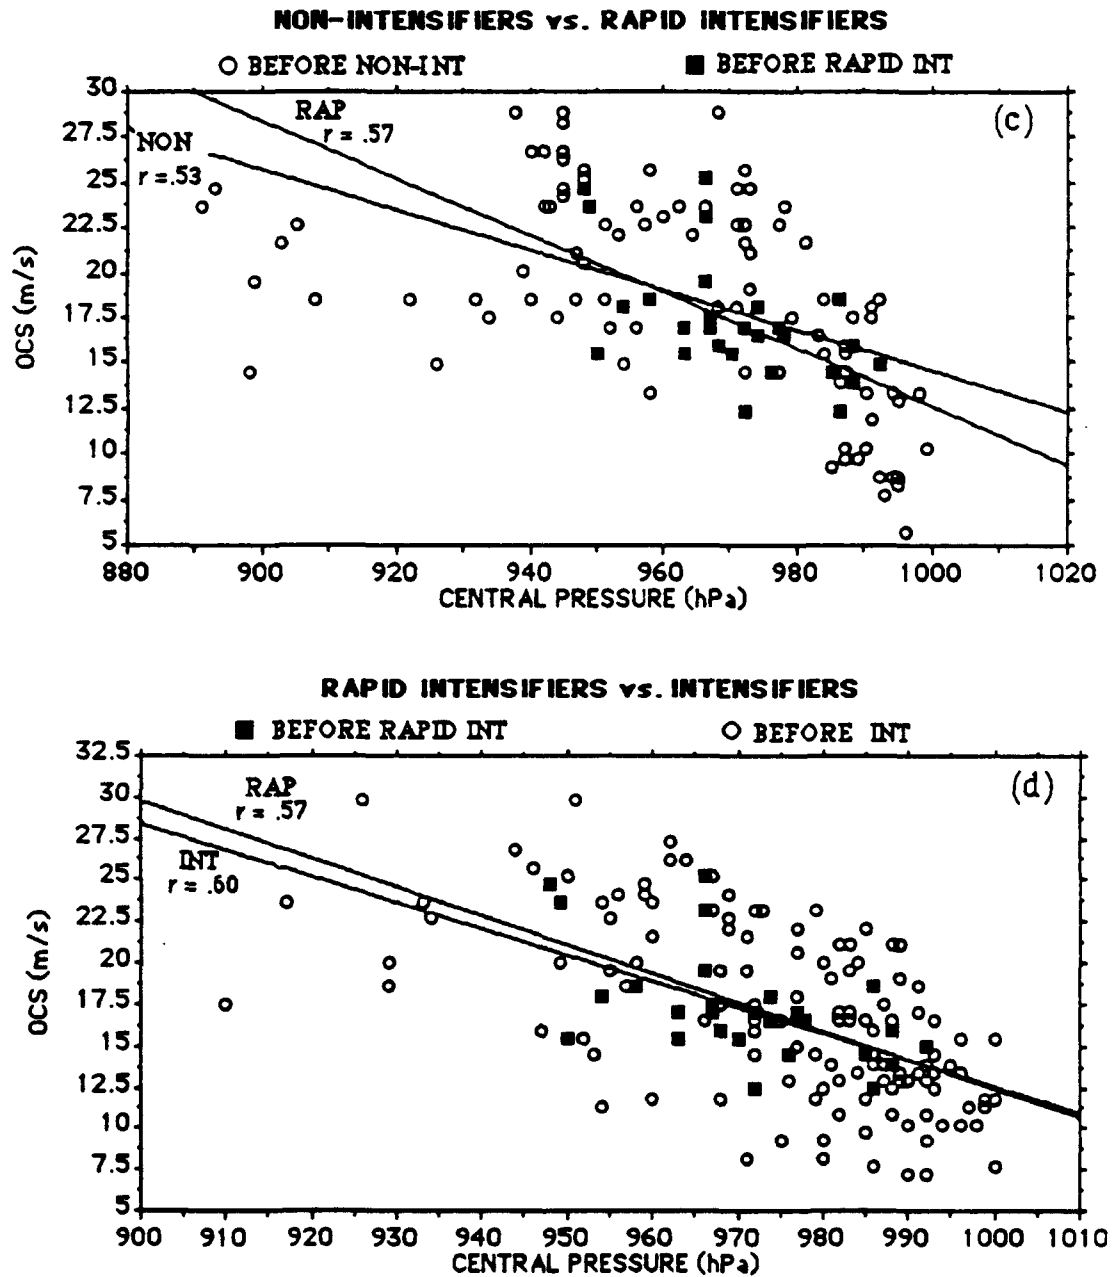 NON-INTENSIFIERS vs. RAPID INTENSIFIERS
BEFORE NON-INT BEFORE RAPID INT
(c)
RAP
r = .57
NON
r = .53
30
27.5
25
22.5
20
17.5
15
12.5
10
7.5
5
OCS (m/s)
880 900 920 940 960 980 1000 1020
CENTRAL PRESSURE (hPa)
RAPID INTENSIFIERS vs. INTENSIFIERS
BEFORE RAPID INT BEFORE INT
(d)
RAP
r = .57
INT
r = .60
32.5
30
27.5
25
22.5
20
17.5
15
12.5
10
7.5
5
OCS (m/s)
900 910 920 930 940 950 960 970 980 990 1000 1010
CENTRAL PRESSURE (hPa)